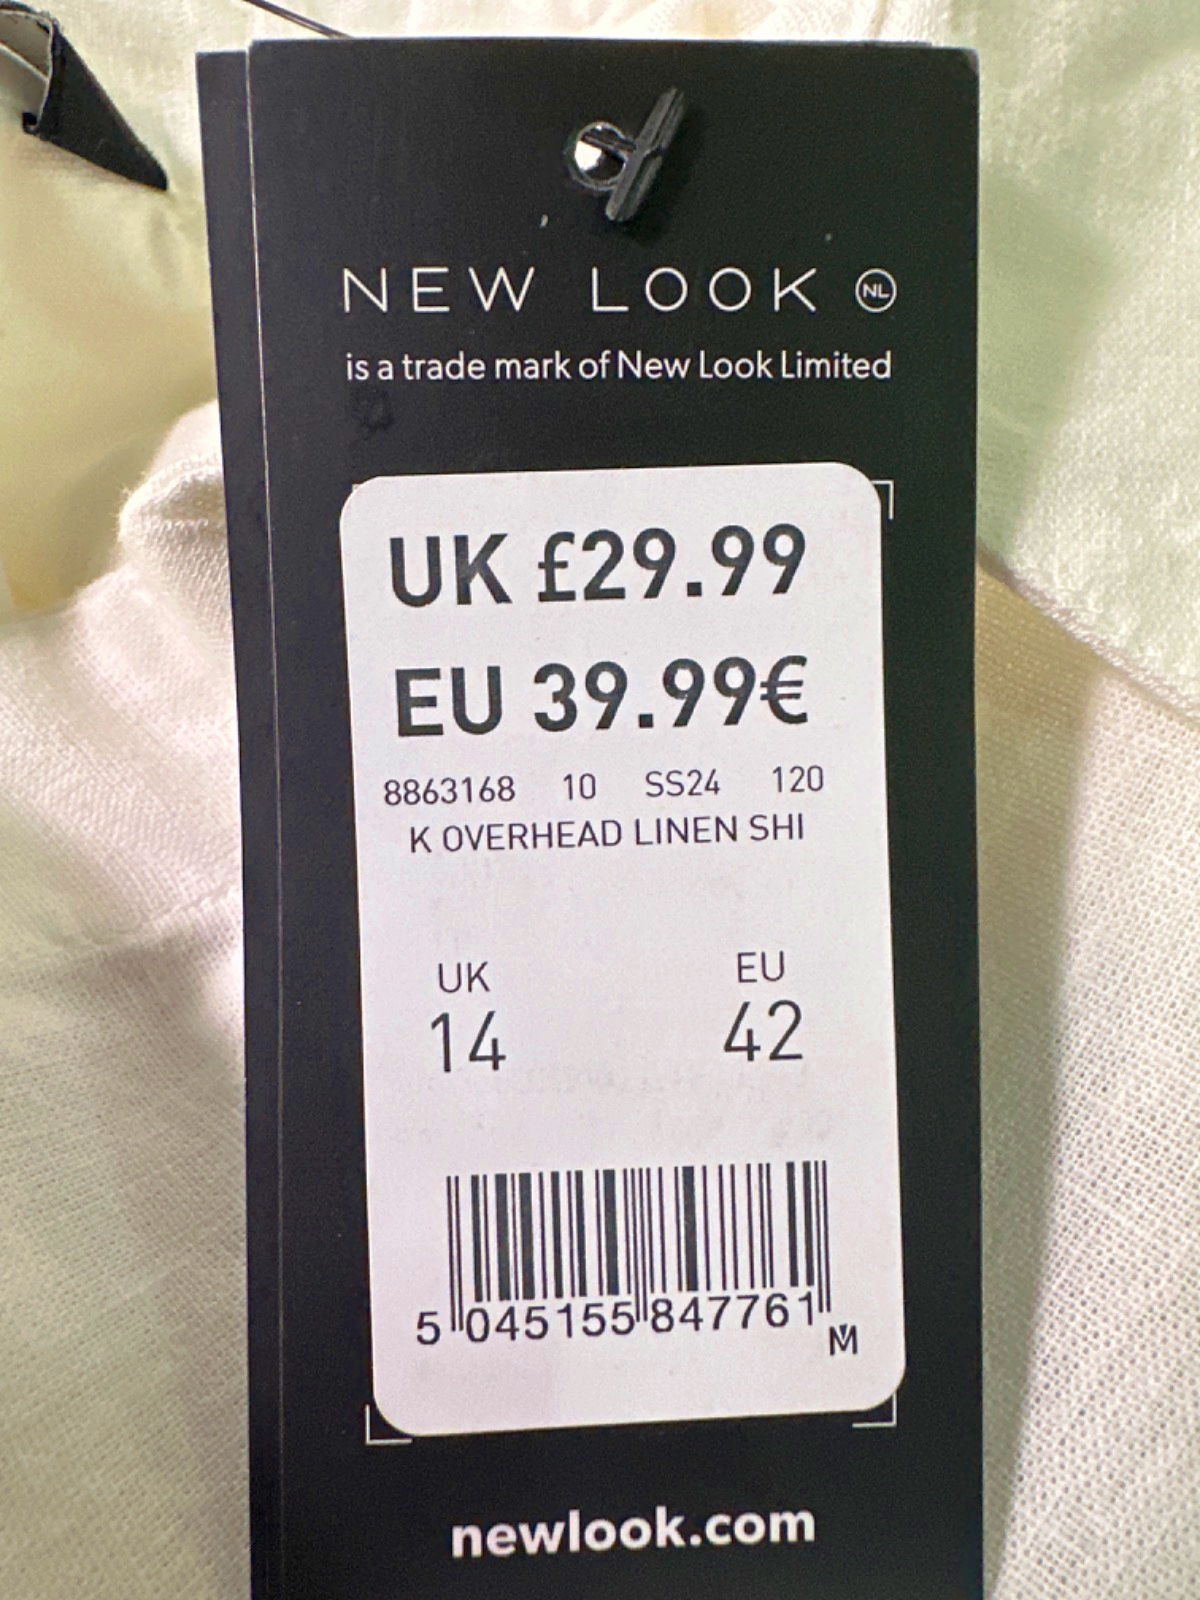 NEW LOOK NL
is a trade mark of New Look Limited
UK £29.99
EU 39.99€
8863168 10 SS24 120
K OVERHEAD LINEN SHI
UK EU
14 42
5 045155 847761
newlook.com